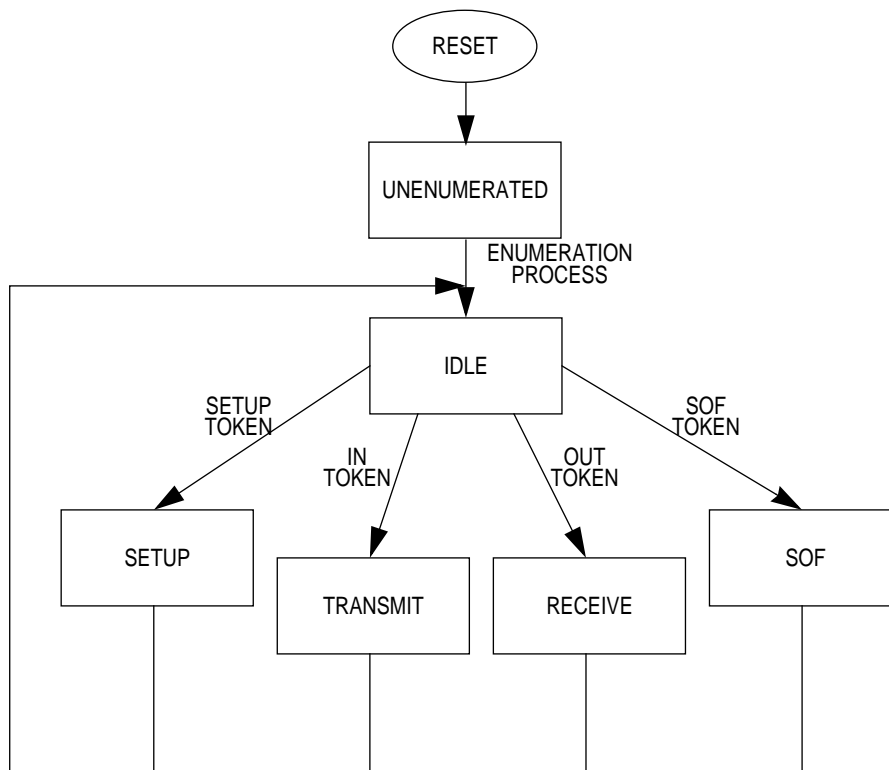 RESET
UNENUMERATED
ENUMERATION
PROCESS
IDLE
SETUP
TOKEN
IN
TOKEN
OUT
TOKEN
SOF
TOKEN
SETUP
TRANSMIT
RECEIVE
SOF